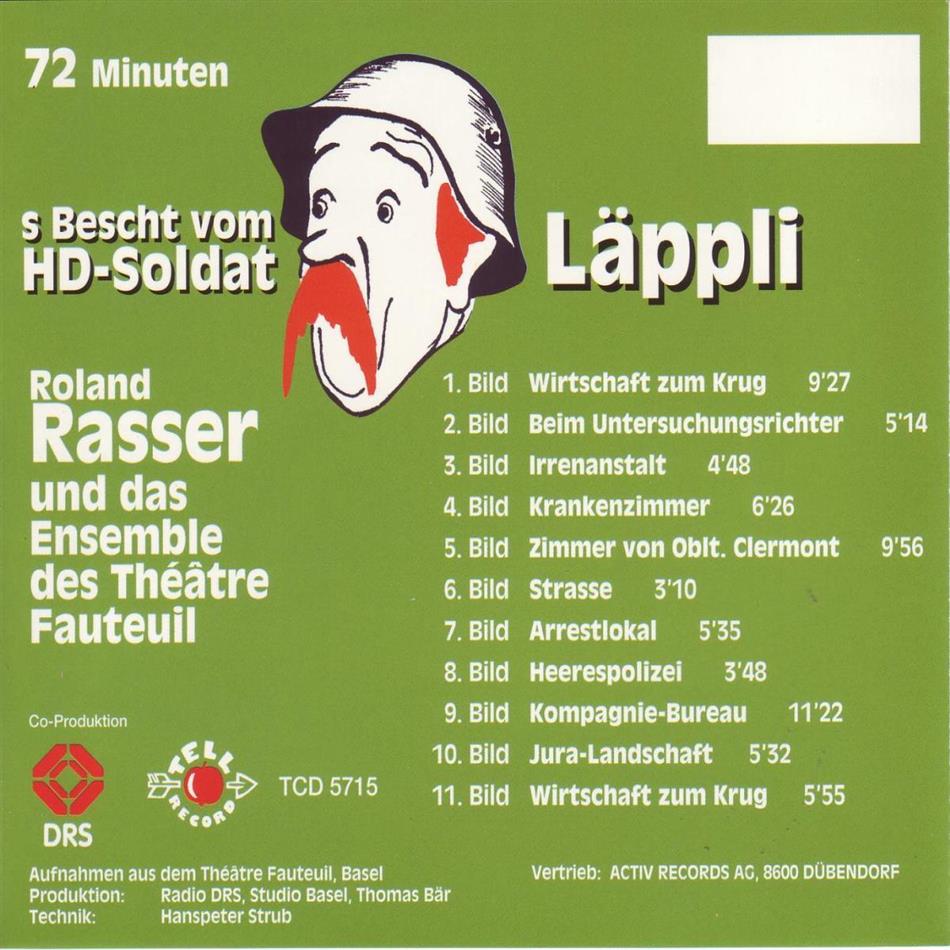 72 Minuten
s Bescht vom
HD-Soldat
Läppli
Roland
Rasser
und das
Ensemble
des Théâtre
Fauteuil
1. Bild Wirtschaft zum Krug 9'27
2. Bild Beim Untersuchungsrichter 5'14
3. Bild Irrenanstalt 4'48
4. Bild Krankenzimmer 6'26
5. Bild Zimmer von Oblt. Clermont 9'56
6. Bild Strasse 3'10
7. Bild Arrestlokal 5'35
8. Bild Heerespolizei 3'48
9. Bild Kompagnie-Bureau 11'22
10. Bild Jura-Landschaft 5'32
11. Bild Wirtschaft zum Krug 5'55
Co-Produktion
DRS
TELL
RECORD
TCD 5715
Aufnahmen aus dem Théâtre Fauteuil, Basel
Produktion: Radio DRS, Studio Basel, Thomas Bär
Technik: Hanspeter Strub
Vertrieb: ACTIV RECORDS AG, 8600 DÜBENDORF